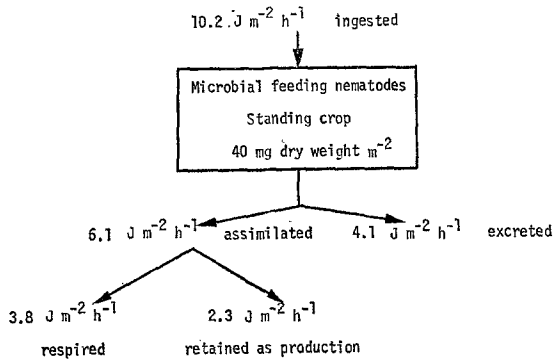 10.2 J m⁻² h⁻¹ ingested
Microbial feeding nematodes
Standing crop
40 mg dry weight m⁻²
6.1 J m⁻² h⁻¹ assimilated 4.1 J m⁻² h⁻¹ excreted
3.8 J m⁻² h⁻¹ 2.3 J m⁻² h⁻¹
respired retained as production